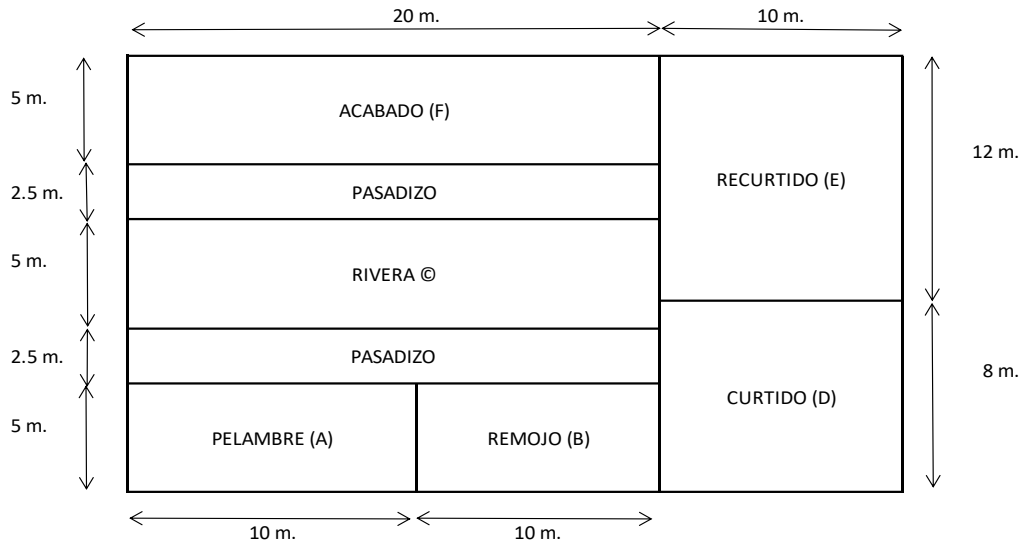 20 m.
10 m.
5 m.
ACABADO (F)
12 m.
RECURTIDO (E)
2.5 m.
PASADIZO
5 m.
RIVERA ©
2.5 m.
PASADIZO
8 m.
CURTIDO (D)
5 m.
PELAMBRE (A)
REMOJO (B)
10 m.
10 m.